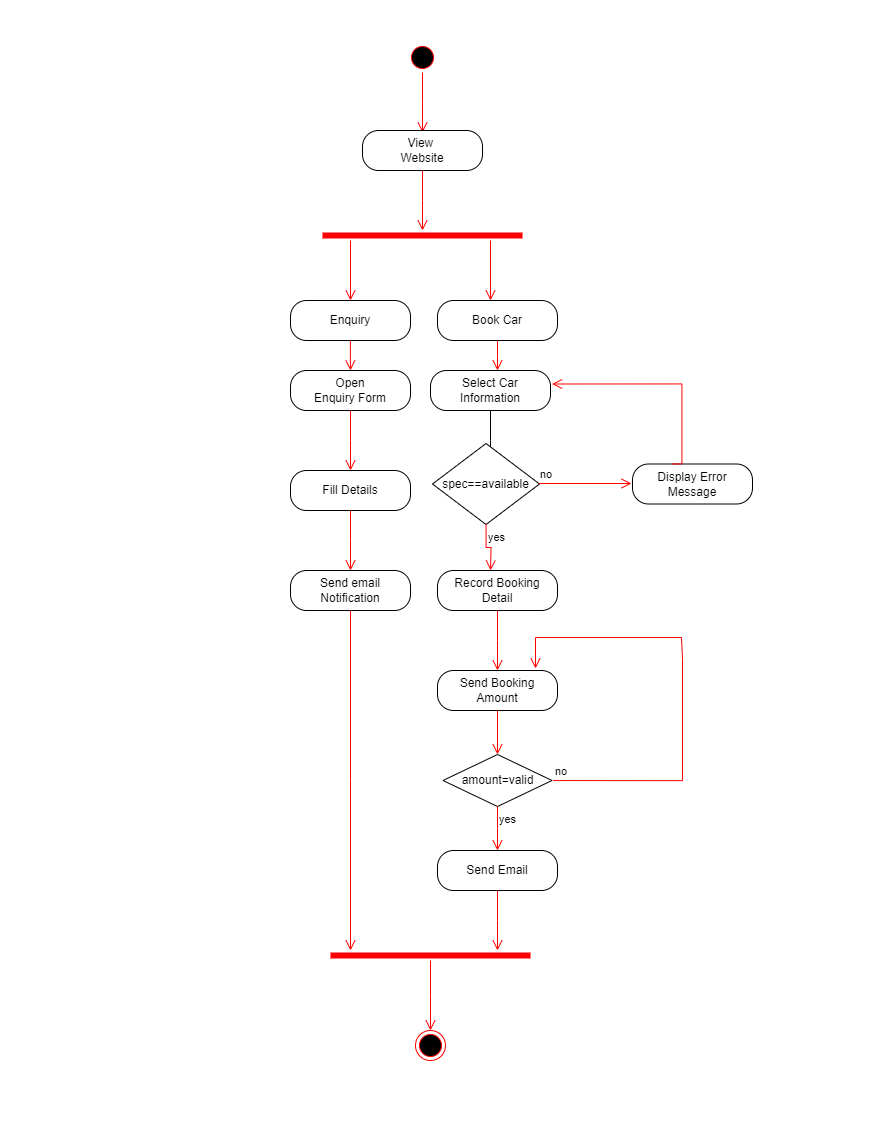 View
Website
Enquiry
Book Car
Open
Enquiry Form
Select Car
Information
spec==available
no
Display Error
Message
Fill Details
yes
Send email
Notification
Record Booking
Detail
Send Booking
Amount
amount=valid
no
yes
Send Email